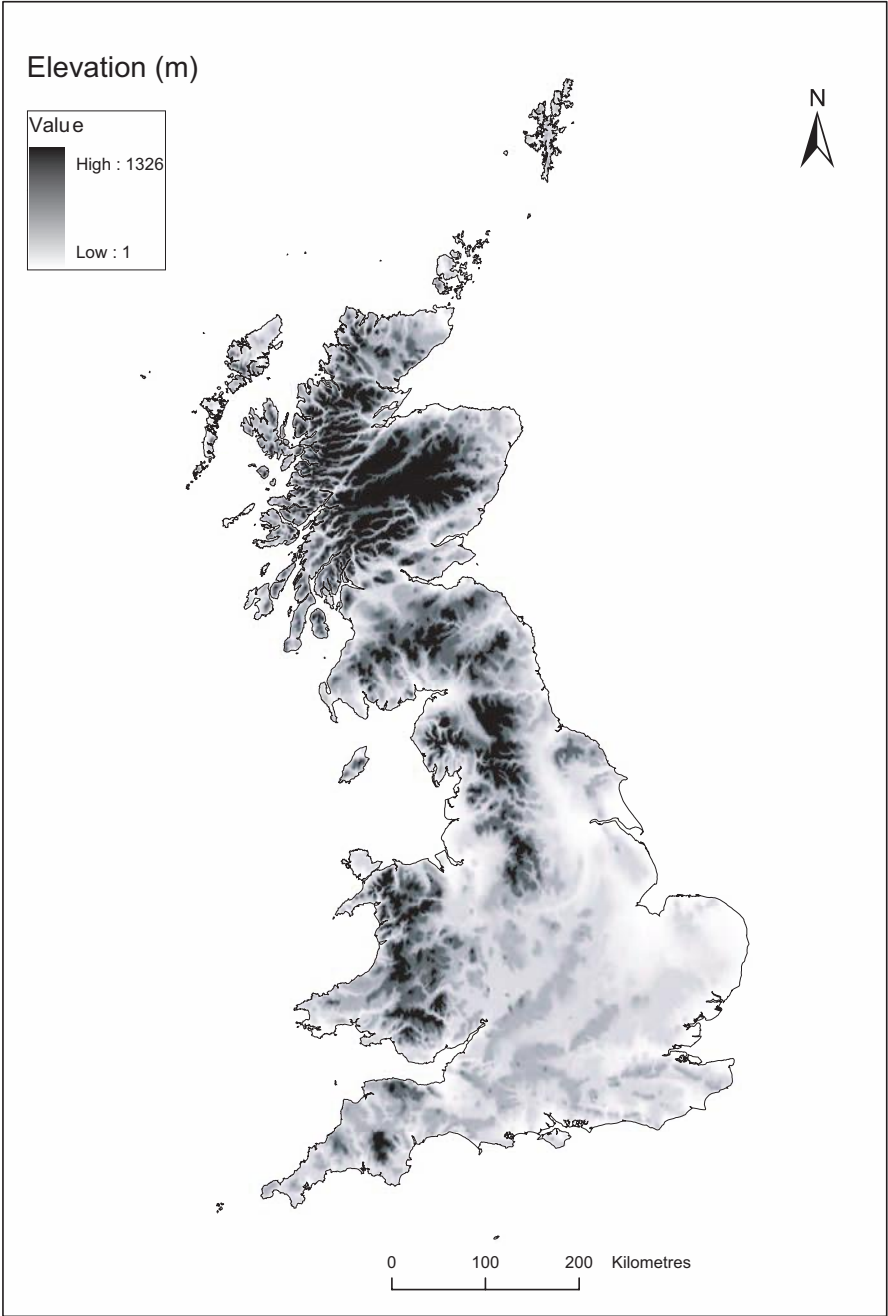 Elevation (m)
Value
High : 1326
Low : 1
N
0 100 200 Kilometres